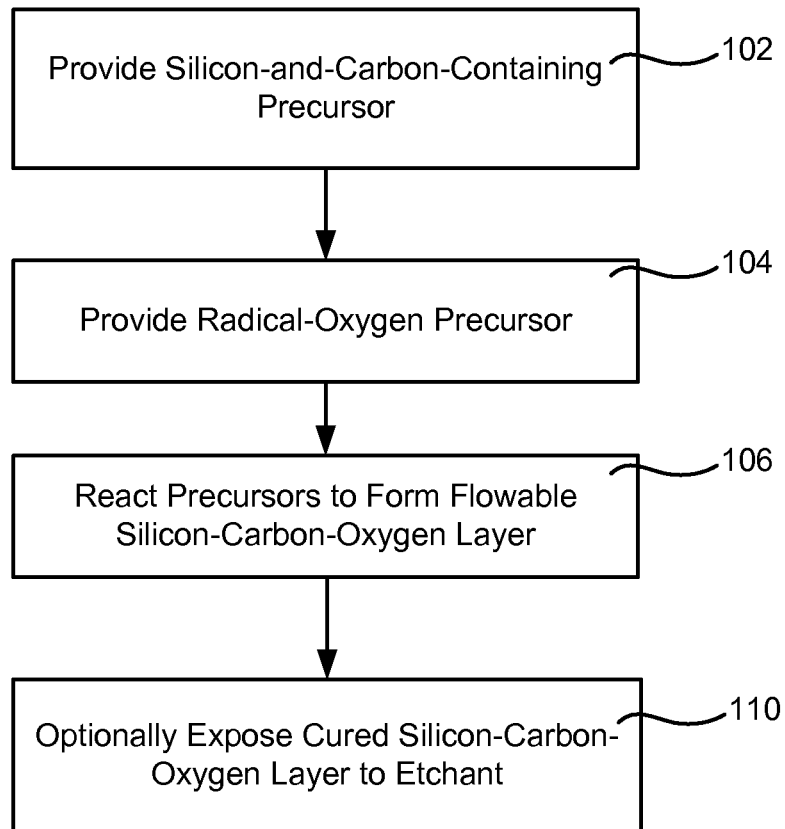 Provide Silicon-and-Carbon-Containing
Precursor
102
Provide Radical-Oxygen Precursor
104
React Precursors to Form Flowable
Silicon-Carbon-Oxygen Layer
106
Optionally Expose Cured Silicon-Carbon-
Oxygen Layer to Etchant
110